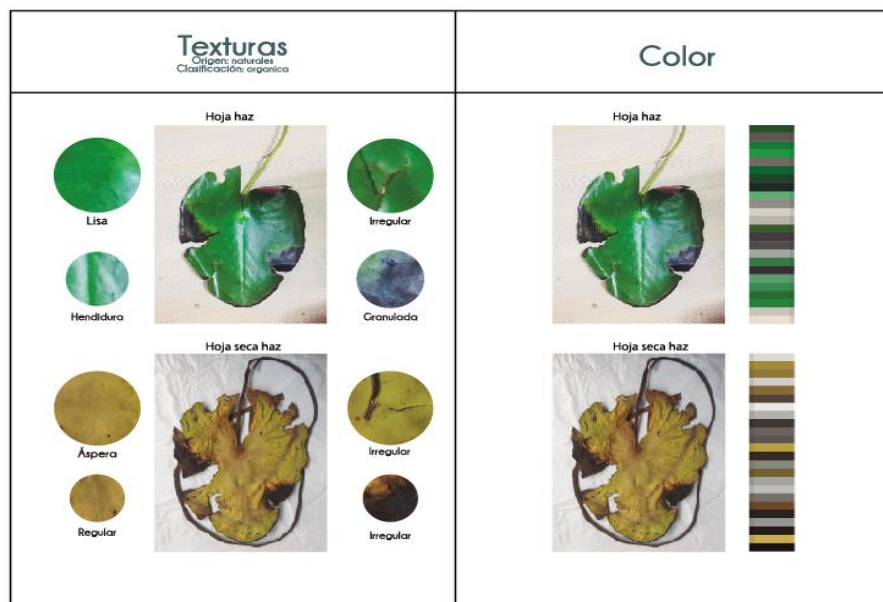 Texturas
Origen: naturales
Clasificación: organica
Color
Hoja haz
Lisa
Irregular
Hendidura
Granulada
Hoja haz
Hoja seca haz
Áspera
Irregular
Regular
Irregular
Hoja seca haz